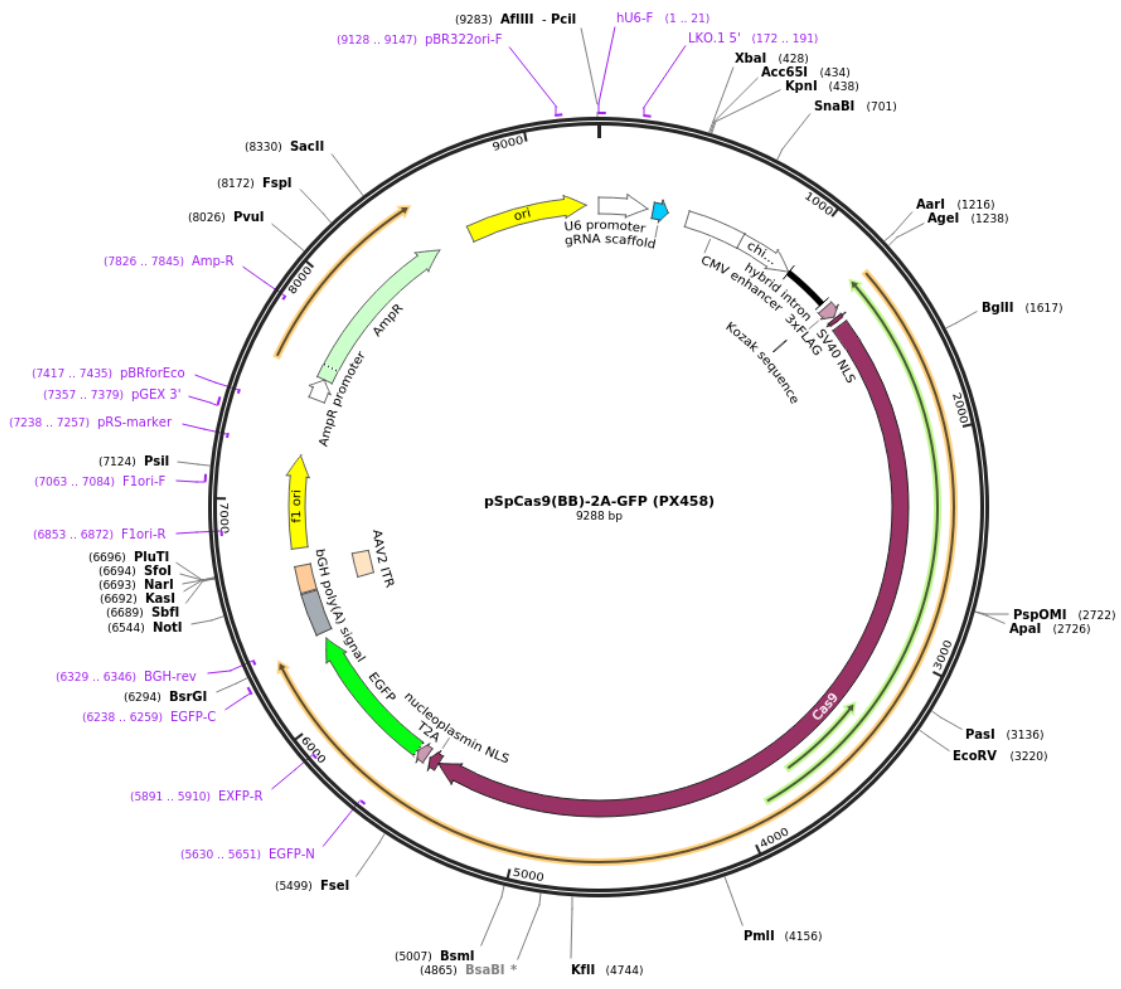 (9283) AflIII - PciI
hU6-F (1 .. 21)
(9128 .. 9147) pBR322ori-F
LKO.1 5' (172 .. 191)
XbaI (428)
Acc65I (434)
KpnI (438)
SnaBI (701)
(8330) SacII
9000
(8172) FspI
1000
AarI (1216)
AgeI (1238)
(8026) PvuI
ori
U6 promoter
gRNA scaffold
chi...
(7826 .. 7845) Amp-R
8000
CMV enhancer
hybrid intron
3xFLAG
SV40 NLS
Kozak sequence
BglII (1617)
AmpR
AmpR promoter
(7417 .. 7435) pBRforEco
(7357 .. 7379) pGEX 3'
(7238 .. 7257) pRS-marker
2000
(7124) PsiI
(7063 .. 7084) F1ori-F
f1 ori
pSpCas9(BB)-2A-GFP (PX458)
9288 bp
7000
(6853 .. 6872) F1ori-R
(6696) PluTI
(6694) SfoI
(6693) NarI
(6692) KasI
(6689) SbfI
(6544) NotI
AAV2 ITR
bGH poly(A) signal
PspOMI (2722)
ApaI (2726)
3000
(6329 .. 6346) BGH-rev
(6294) BsrGI
(6238 .. 6259) EGFP-C
EGFP
nucleoplasmin NLS
T2A
Cas9
PasI (3136)
EcoRV (3220)
6000
(5891 .. 5910) EXFP-R
(5630 .. 5651) EGFP-N
4000
5000
(5499) FseI
PmlI (4156)
(5007) BsmI
(4865) BsaBI *
KflI (4744)